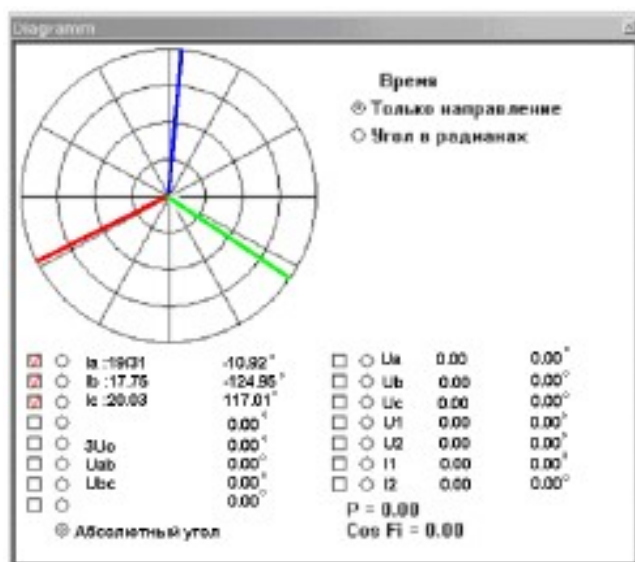 Diagramm
Время
Только направление
Угол в радианах
Ia :19.31 -10.92°
Ib :17.75 -124.95°
Ic :20.03 117.01°
0.00°
3Uo 0.00°
Uab 0.00°
Ubc 0.00°
0.00°
Абсолютный угол
Ua 0.00 0.00°
Ub 0.00 0.00°
Uc 0.00 0.00°
U1 0.00 0.00°
U2 0.00 0.00°
I1 0.00 0.00°
I2 0.00 0.00°
P = 0.00
Cos Fi = 0.00